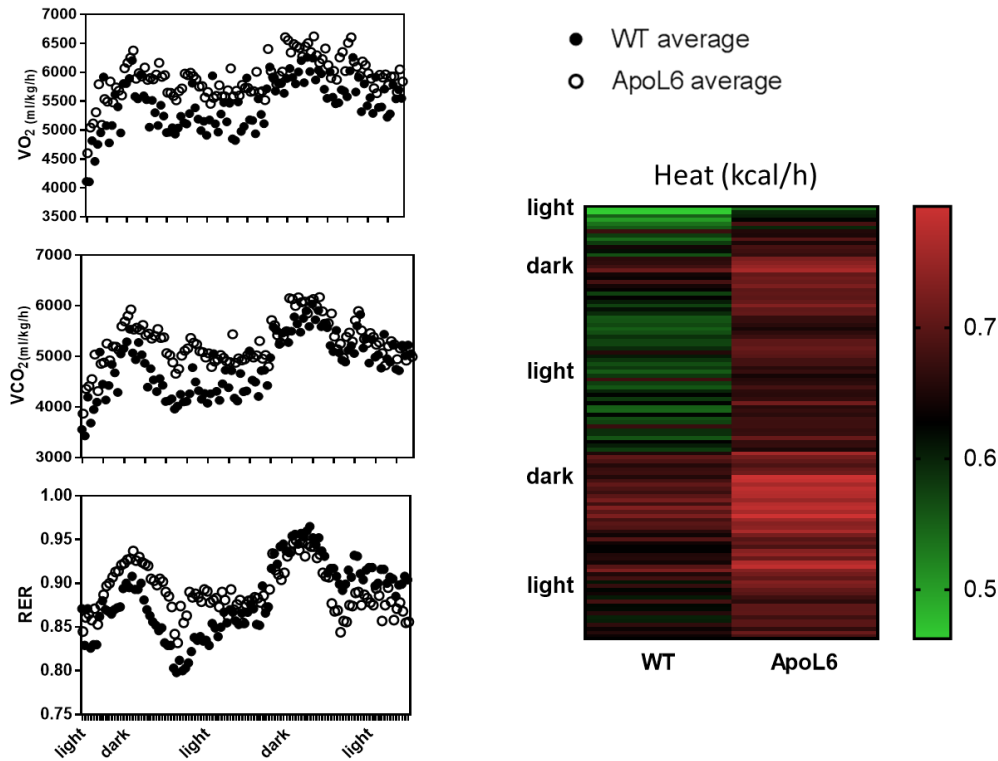 7000
6500
6000
5500
5000
4500
4000
3500
VO2 (ml/kg/h)
7000
6000
5000
4000
3000
VCO2(ml/kg/h)
1.00
0.95
0.90
0.85
0.80
0.75
RER
light
dark
light
dark
light
WT average
ApoL6 average
Heat (kcal/h)
light
dark
light
dark
light
WT
ApoL6
0.7
0.6
0.5